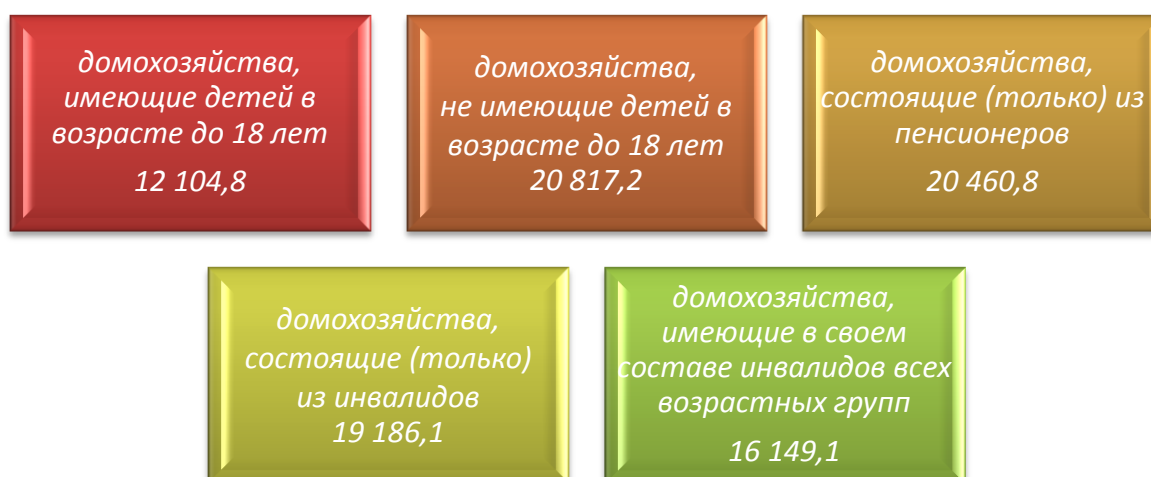 домохозяйства,
имеющие детей в
возрасте до 18 лет
12 104,8
домохозяйства,
не имеющие детей в
возрасте до 18 лет
20 817,2
домохозяйства,
состоящие (только) из
пенсионеров
20 460,8
домохозяйства,
состоящие (только)
из инвалидов
19 186,1
домохозяйства,
имеющие в своем
составе инвалидов всех
возрастных групп
16 149,1